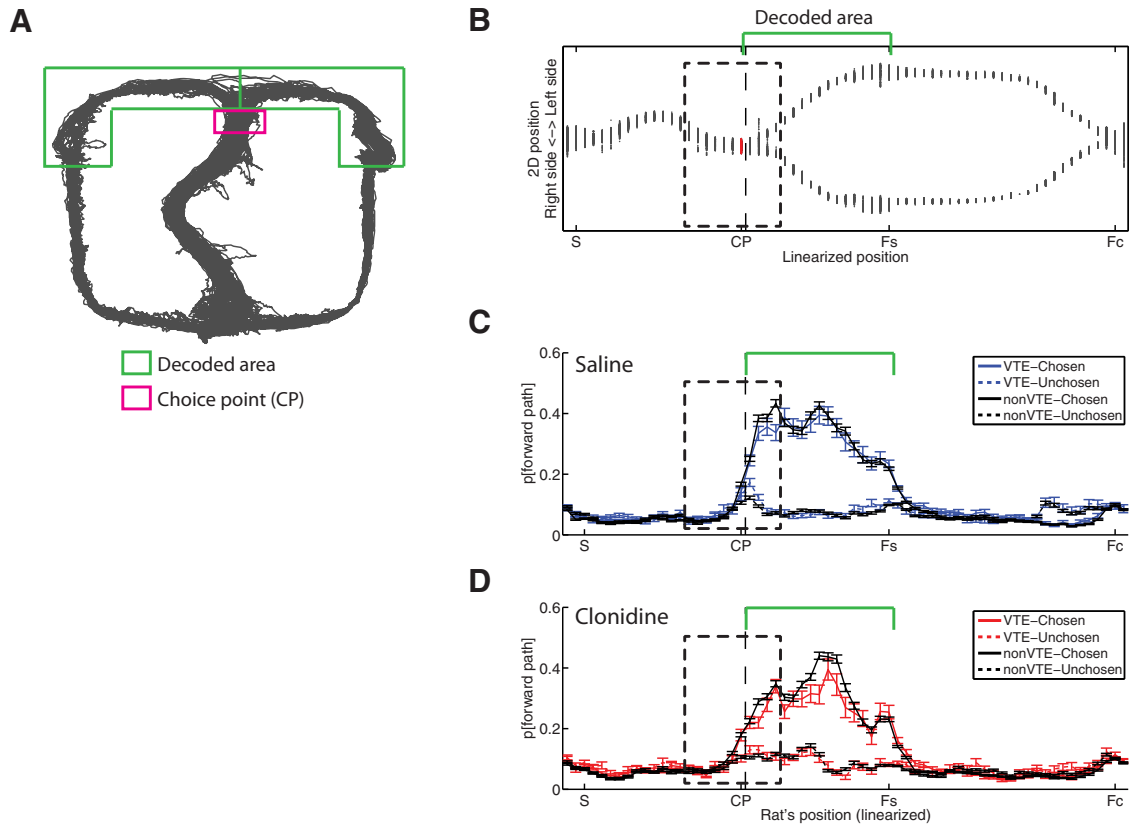 A
Decoded area
Choice point (CP)
B
Decoded area
2D position
Right side <-> Left side
S
CP
Fs
Fc
Linearized position
C
Saline
p[forward path]
0.6
0.4
0.2
0
S
CP
Fs
Fc
VTE-Chosen
VTE-Unchosen
nonVTE-Chosen
nonVTE-Unchosen
D
Clonidine
p[forward path]
0.6
0.4
0.2
0
S
CP
Fs
Fc
Rat's position (linearized)
VTE-Chosen
VTE-Unchosen
nonVTE-Chosen
nonVTE-Unchosen